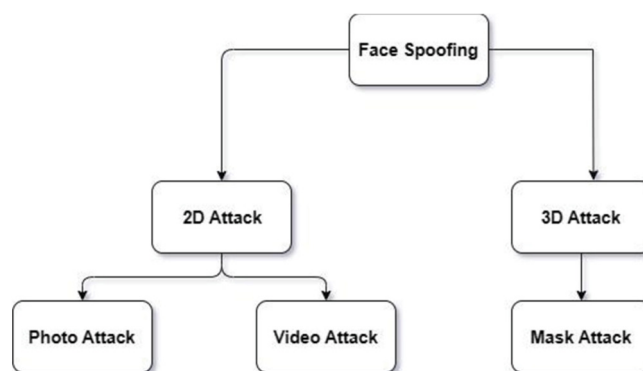 Face Spoofing
2D Attack
3D Attack
Photo Attack
Video Attack
Mask Attack